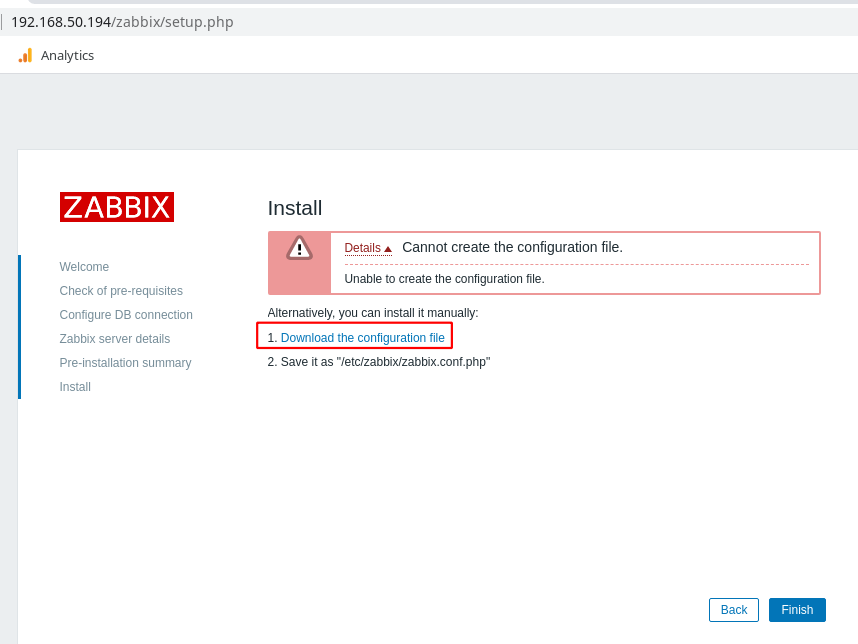 192.168.50.194/zabbix/setup.php
Analytics
ZABBIX
Welcome
Check of pre-requisites
Configure DB connection
Zabbix server details
Pre-installation summary
Install
Install
Details Cannot create the configuration file.
Unable to create the configuration file.
Alternatively, you can install it manually:
1. Download the configuration file
2. Save it as "/etc/zabbix/zabbix.conf.php"
Back Finish